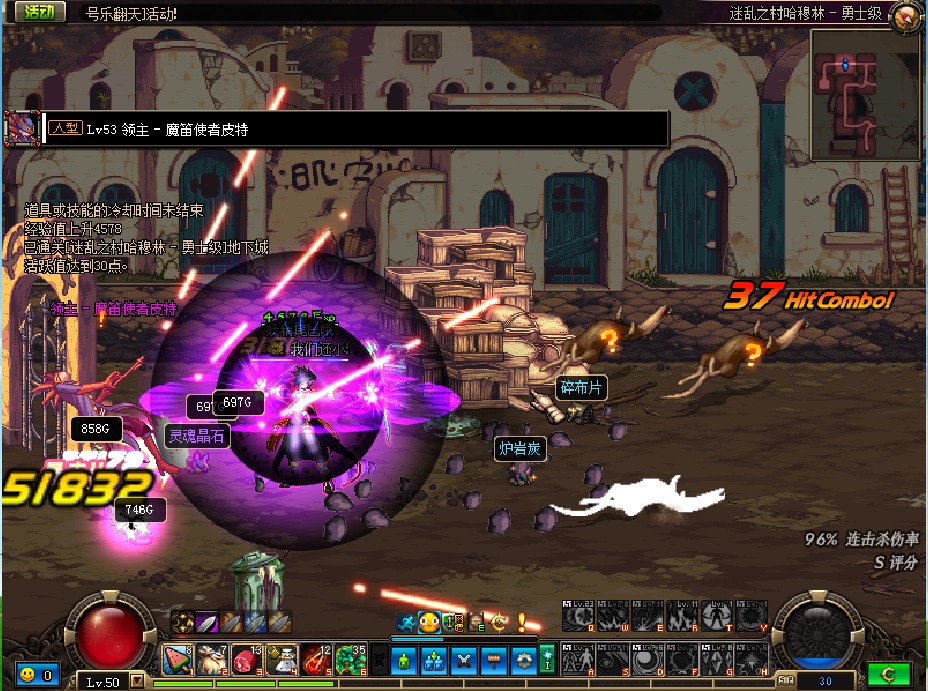 活动
号乐翻天]活动!
迷乱之村哈穆林 - 勇士级
人型 Lv53 领主 - 魔笛使者皮特
道具或技能的冷却时间未结束
经验值上升4578
已通关[迷乱之村哈穆林 - 勇士级]地下城
活跃值达到30点。
领主 - 魔笛使者皮特
37 Hit Combo!
我们还小!
697G
858G
灵魂晶石
碎布片
炉岩炭
51832
746G
96% 连击杀伤率
S 评分
Lv.50
0
30